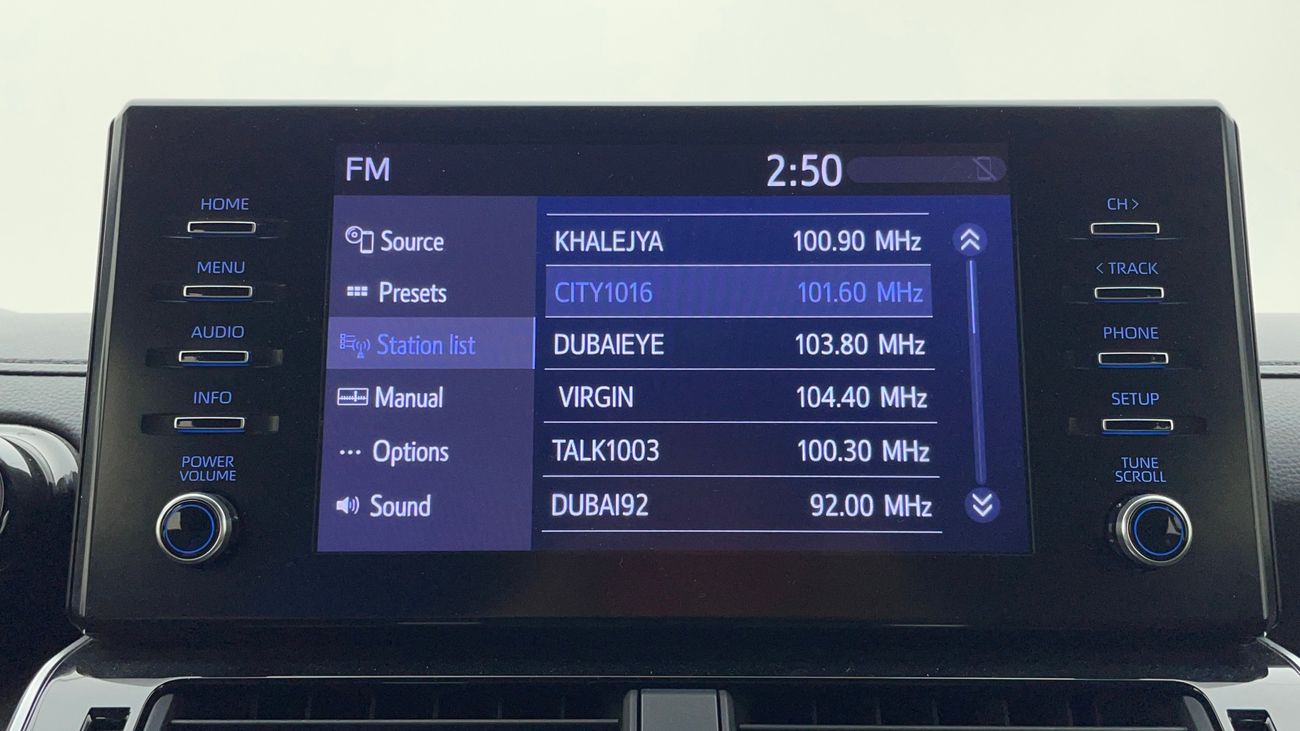 FM 2:50
HOME
MENU
AUDIO
INFO
POWER
VOLUME
Source
Presets
Station list
Manual
Options
Sound
KHALEJYA 100.90 MHz
CITY1016 101.60 MHz
DUBAIEYE 103.80 MHz
VIRGIN 104.40 MHz
TALK1003 100.30 MHz
DUBAI92 92.00 MHz
CH >
< TRACK
PHONE
SETUP
TUNE
SCROLL